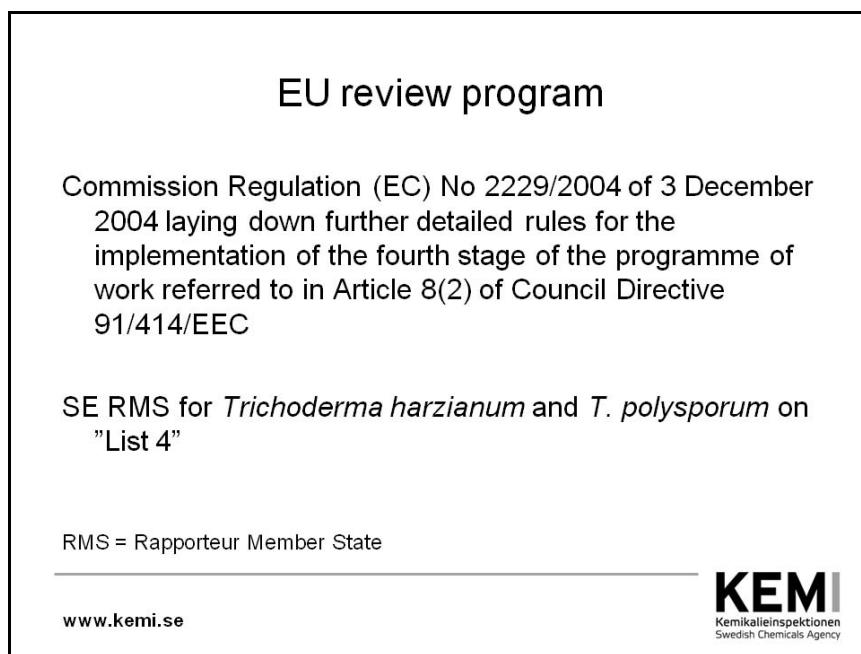 EU review program
Commission Regulation (EC) No 2229/2004 of 3 December
2004 laying down further detailed rules for the
implementation of the fourth stage of the programme of
work referred to in Article 8(2) of Council Directive
91/414/EEC
SE RMS for Trichoderma harzianum and T. polysporum on
”List 4”
RMS = Rapporteur Member State
www.kemi.se
KEMI
Kemikalieinspektionen
Swedish Chemicals Agency